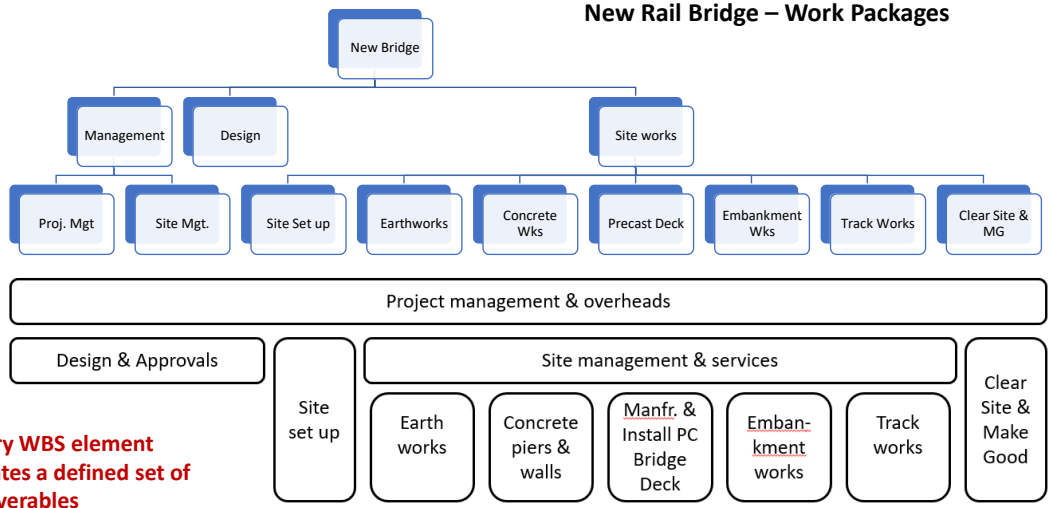 New Rail Bridge – Work Packages
New Bridge
Management
Design
Site works
Proj. Mgt
Site Mgt.
Site Set up
Earthworks
Concrete
Wks
Precast Deck
Embankment
Wks
Track Works
Clear Site &
MG
Project management & overheads
Design & Approvals
Site
set up
Site management & services
Clear
Site &
Make
Good
Earth
works
Concrete
piers &
walls
Manfr. &
Install PC
Bridge
Deck
Emban-
kment
works
Track
works
ry WBS element
ates a defined set of
verables